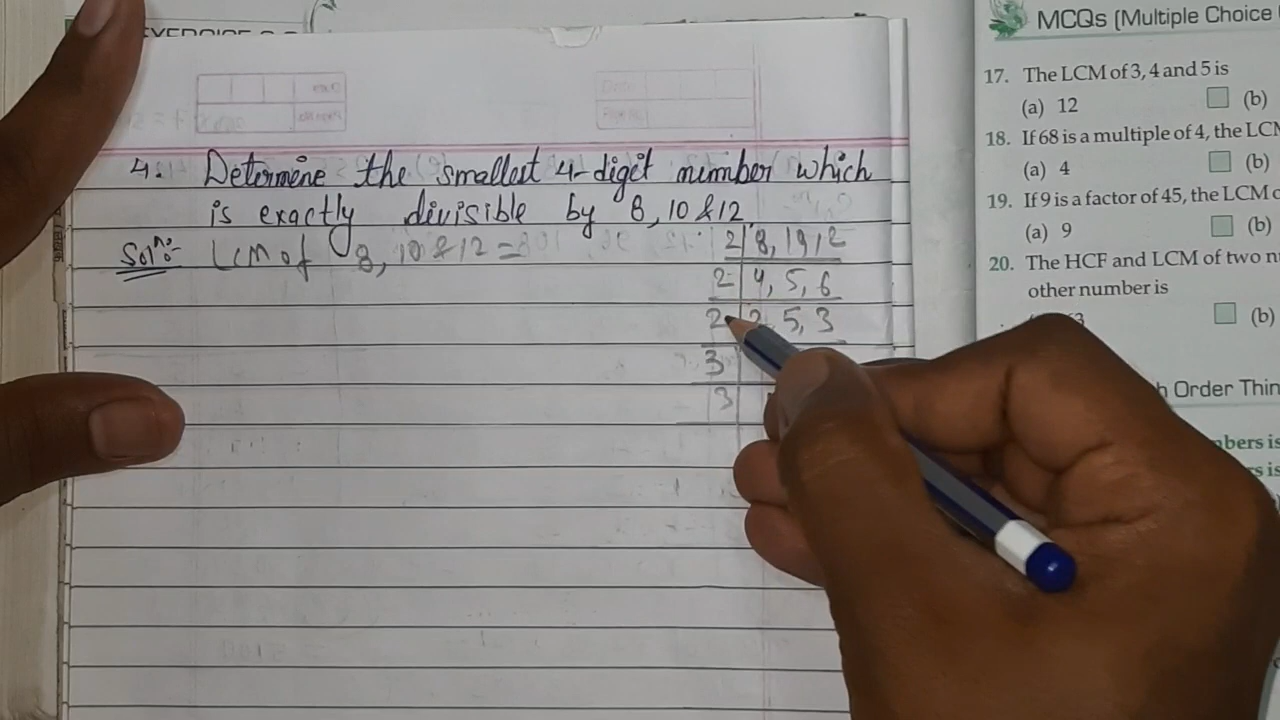 4. Determine the smallest 4-digit number which
is exactly divisible by 8, 10 & 12.
Soln:- LCM of 8, 10 & 12 =
2 8, 10, 12
2 4, 5, 6
2 2, 5, 3
3
3
MCQs (Multiple Choice
17. The LCM of 3, 4 and 5 is
(a) 12 (b)
18. If 68 is a multiple of 4, the LCM
(a) 4 (b)
19. If 9 is a factor of 45, the LCM
(a) 9 (b)
20. The HCF and LCM of two
other number is
(b)
Order